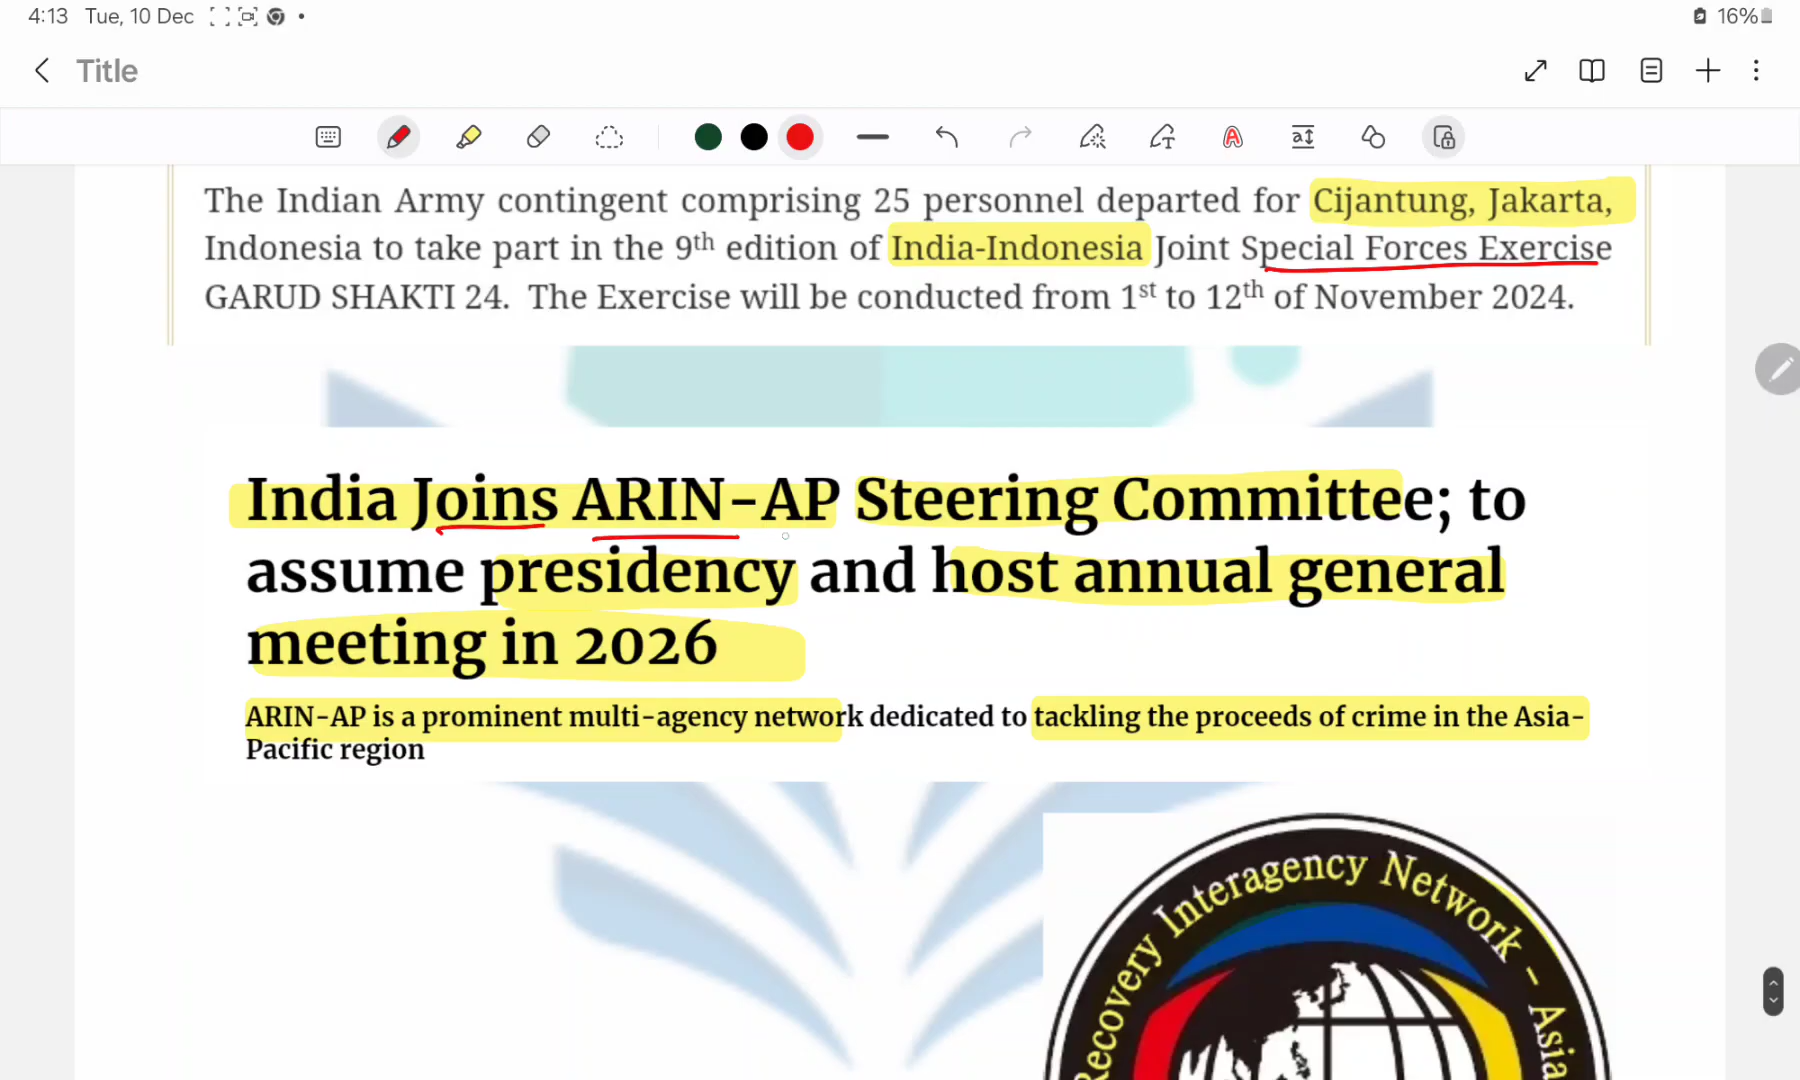 4:13 Tue, 10 Dec 16%
Title
The Indian Army contingent comprising 25 personnel departed for Cijantung, Jakarta,
Indonesia to take part in the 9th edition of India-Indonesia Joint Special Forces Exercise
GARUD SHAKTI 24. The Exercise will be conducted from 1st to 12th of November 2024.
India Joins ARIN-AP Steering Committee; to
assume presidency and host annual general
meeting in 2026
ARIN-AP is a prominent multi-agency network dedicated to tackling the proceeds of crime in the Asia-
Pacific region
Recovery Interagency Network - Asia